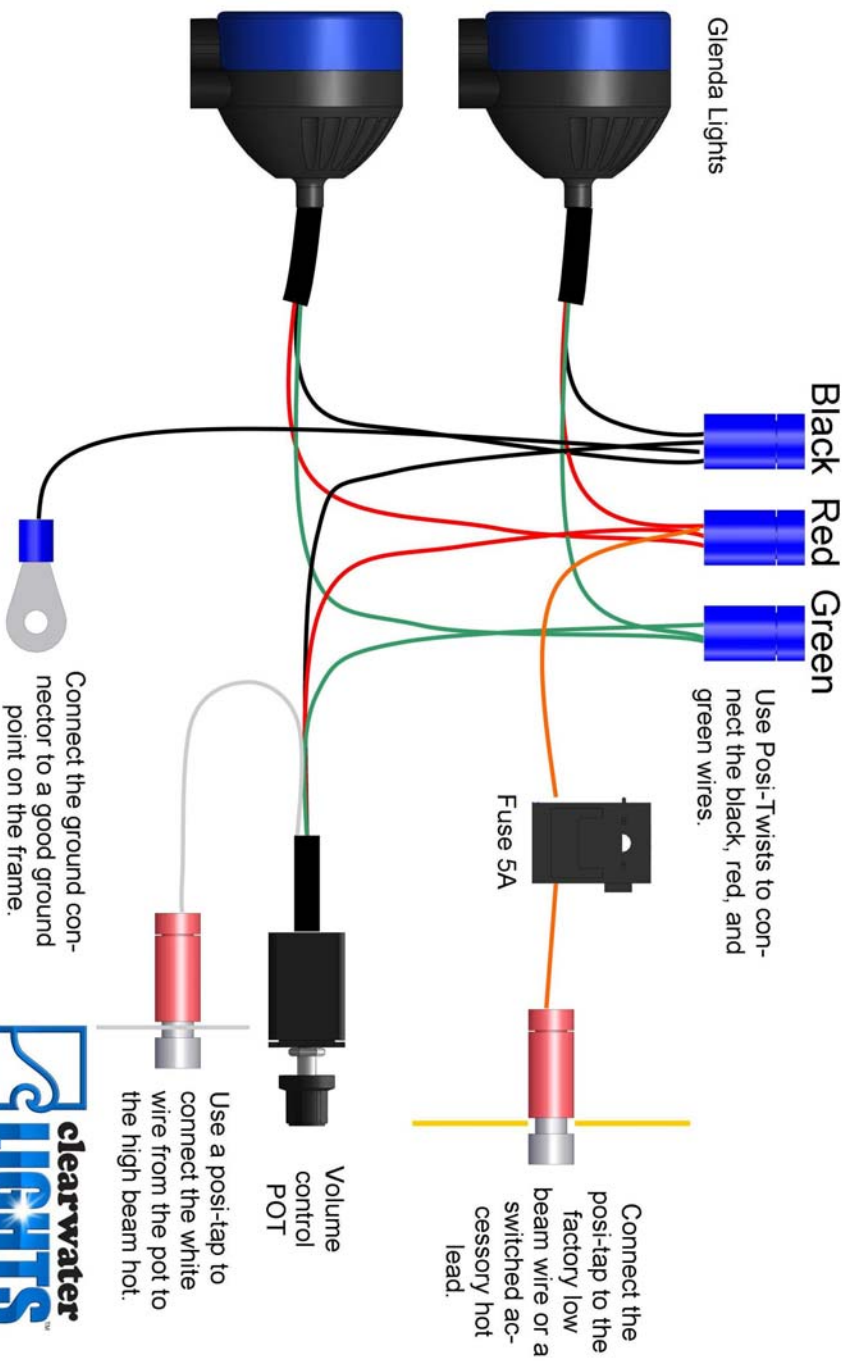 Glenda Lights
Black
Red
Green
Use Posi-Twists to con-
nect the black, red, and
green wires.
Fuse 5A
Connect the
posi-tap to the
factory low
beam wire or a
switched ac-
cessory hot
lead.
Volume
control
POT
Use a posi-tap to
connect the white
wire from the pot to
the high beam hot.
Connect the ground con-
nector to a good ground
point on the frame.
clearwater
LIGHTS
TM